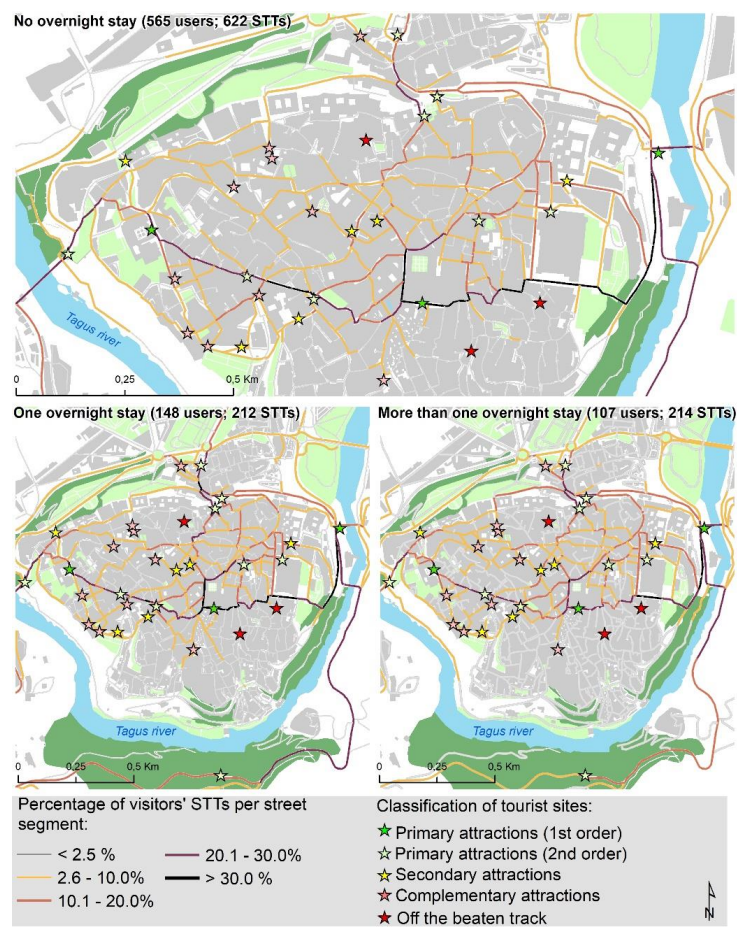 No overnight stay (565 users; 622 STTs)
Tagus river
0 0,25 0,5 Km
One overnight stay (148 users; 212 STTs)
More than one overnight stay (107 users; 214 STTs)
Tagus river
Tagus river
0 0,25 0,5 Km
0 0,25 0,5 Km
Percentage of visitors' STTs per street
segment:
< 2.5 %
2.6 - 10.0%
10.1 - 20.0%
20.1 - 30.0%
> 30.0 %
Classification of tourist sites:
Primary attractions (1st order)
Primary attractions (2nd order)
Secondary attractions
Complementary attractions
Off the beaten track
N